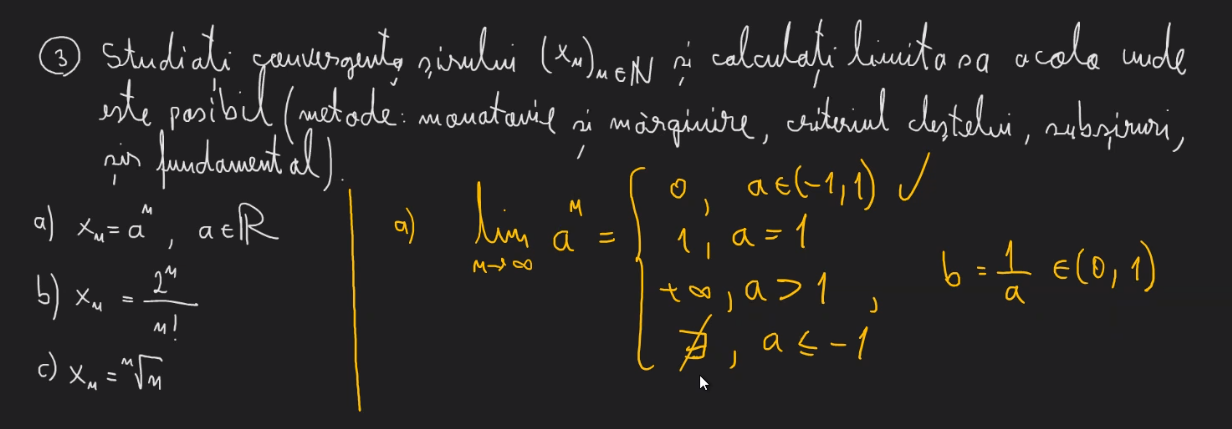 ③ Studiați convergența șirului (xₙ)ₙ∈ℕ și calculați limita sa acolo unde
este posibil (metode: monotonie și mărginire, criteriul cleștelui, subșiruri,
șir fundamental).
a) xₙ = aⁿ, a ∈ ℝ
b) xₙ = 2ⁿ / n!
c) xₙ = ⁿ√n
a) lim n→∞ aⁿ = { 0, a ∈ (-1, 1) ✓
1, a = 1
+∞, a > 1, b = 1/a ∈ (0, 1)
∄, a ≤ -1